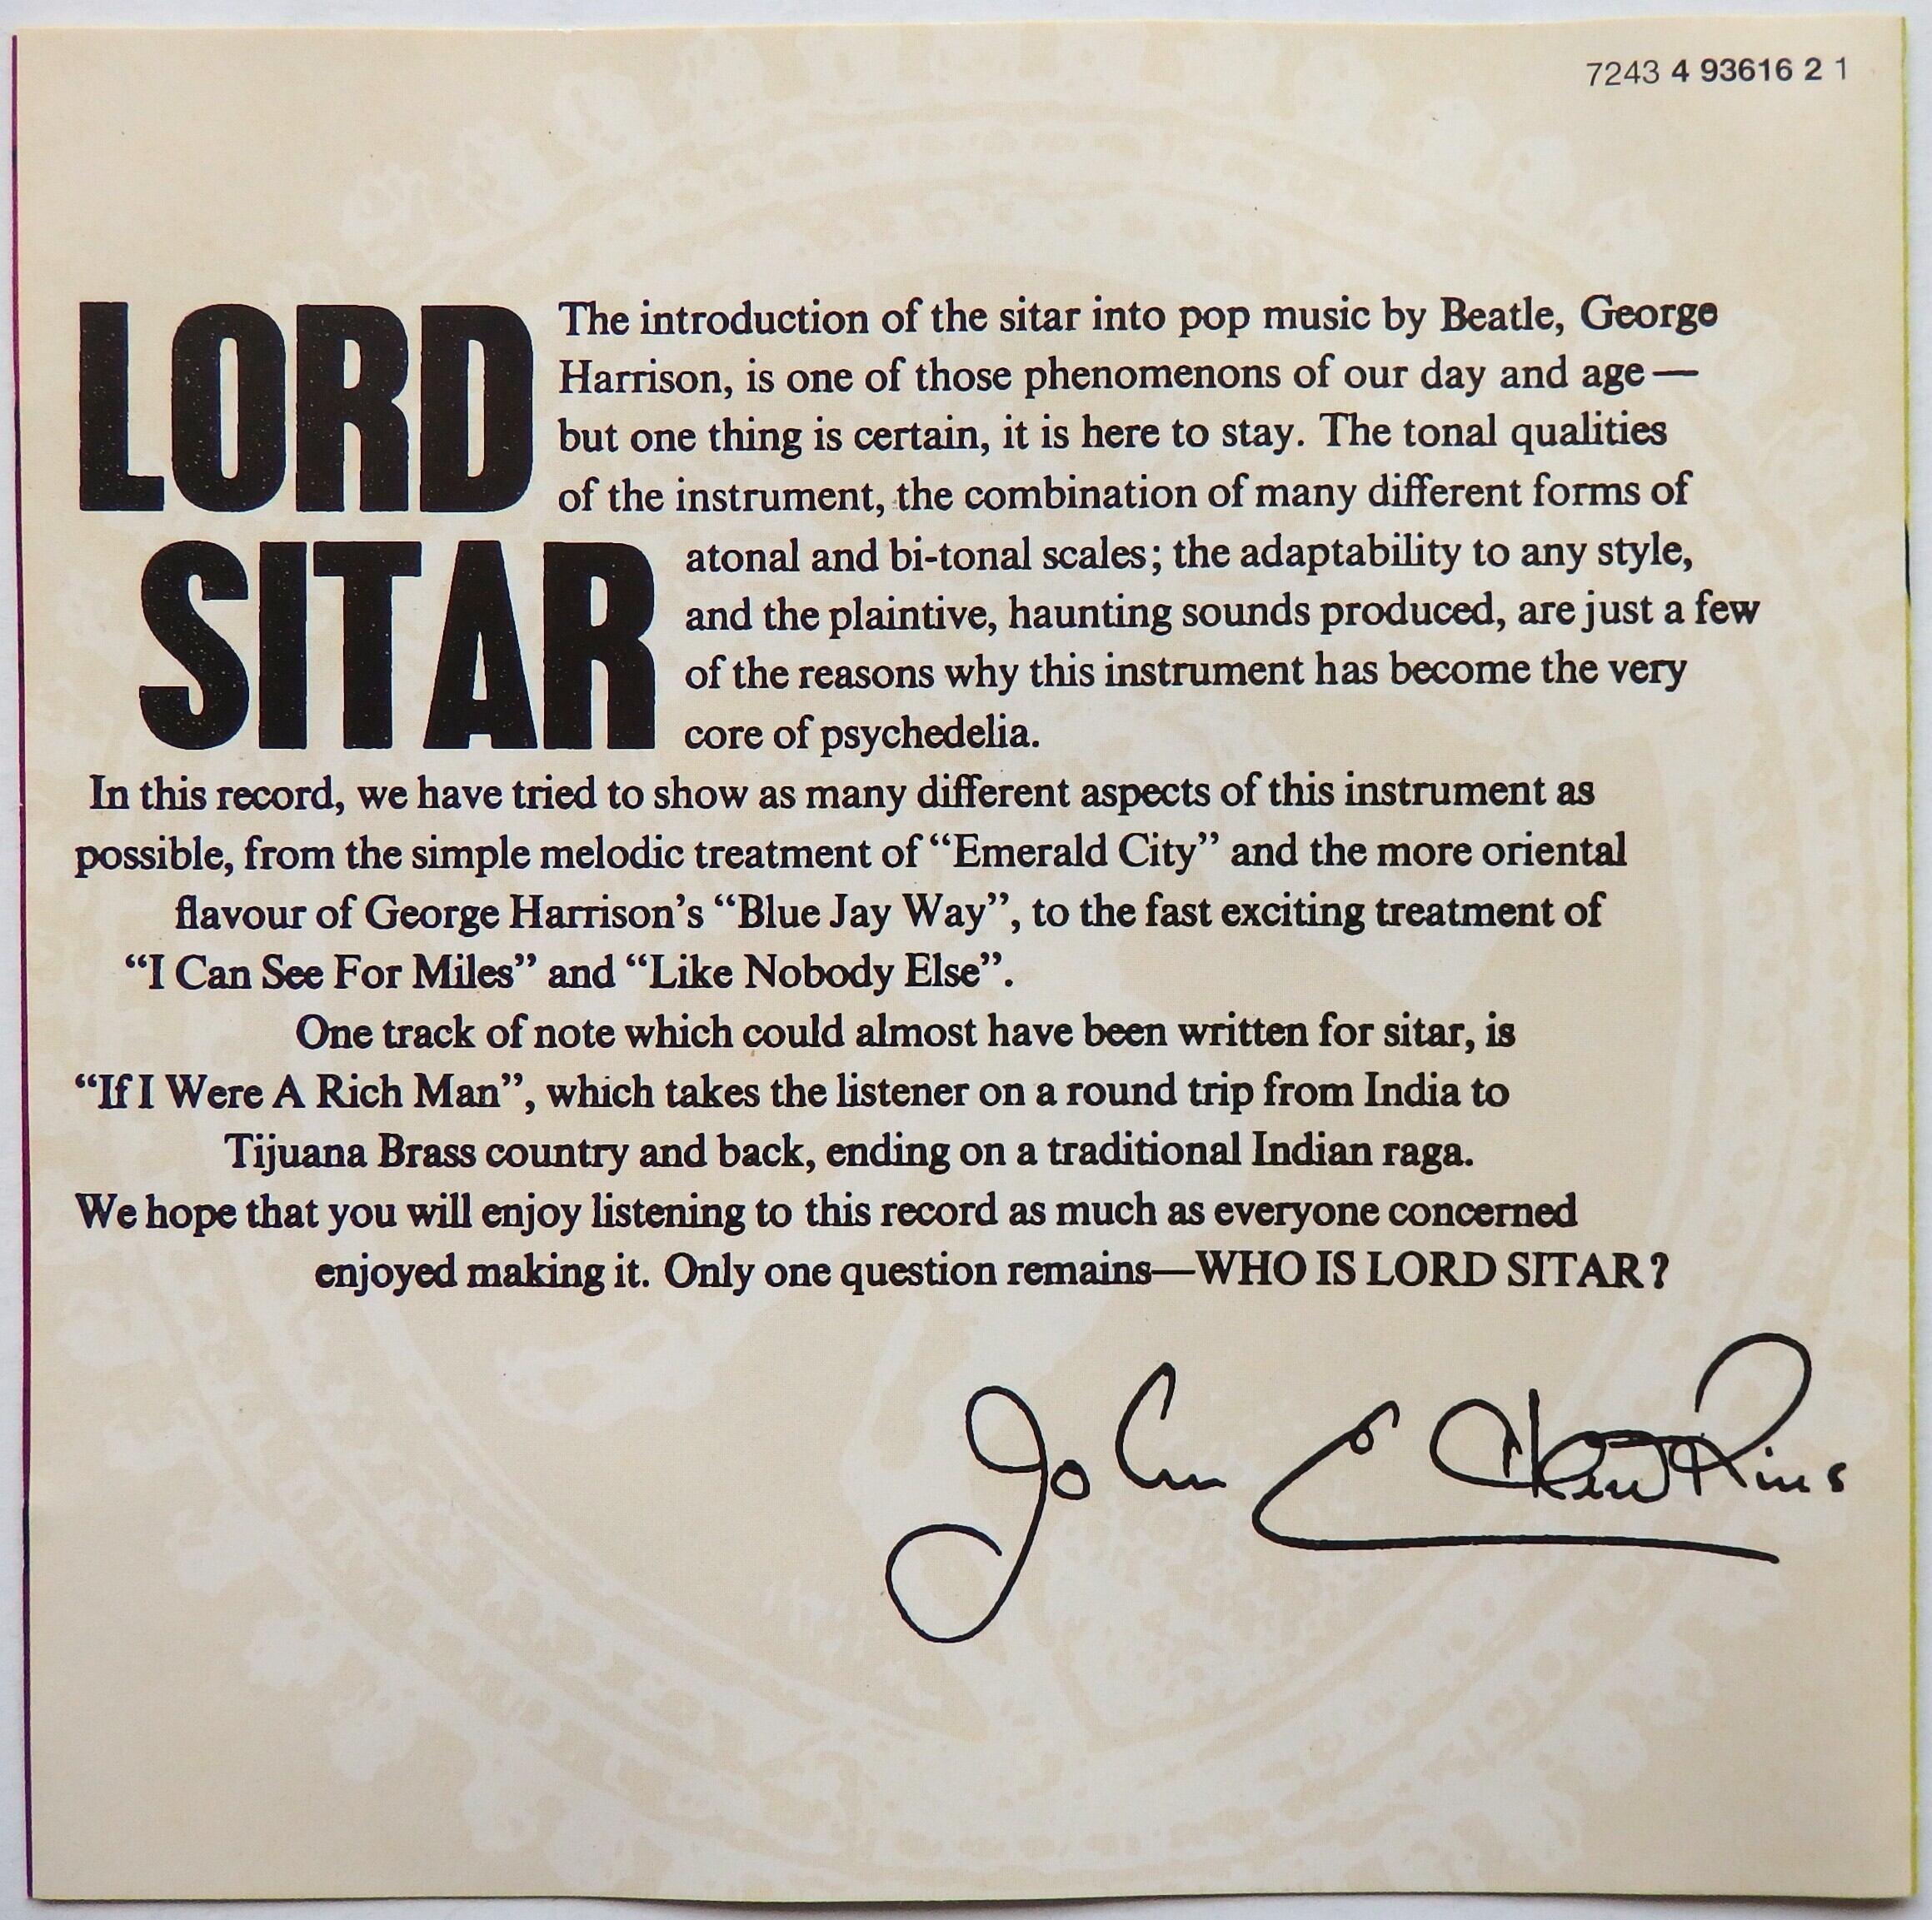 7243 4 93616 2 1
LORD
SITAR
The introduction of the sitar into pop music by Beatle, George
Harrison, is one of those phenomenons of our day and age—
but one thing is certain, it is here to stay. The tonal qualities
of the instrument, the combination of many different forms of
atonal and bi-tonal scales; the adaptability to any style,
and the plaintive, haunting sounds produced, are just a few
of the reasons why this instrument has become the very
core of psychedelia.
In this record, we have tried to show as many different aspects of this instrument as
possible, from the simple melodic treatment of “Emerald City” and the more oriental
flavour of George Harrison’s “Blue Jay Way”, to the fast exciting treatment of
“I Can See For Miles” and “Like Nobody Else”.
One track of note which could almost have been written for sitar, is
“If I Were A Rich Man”, which takes the listener on a round trip from India to
Tijuana Brass country and back, ending on a traditional Indian raga.
We hope that you will enjoy listening to this record as much as everyone concerned
enjoyed making it. Only one question remains—WHO IS LORD SITAR?
John E